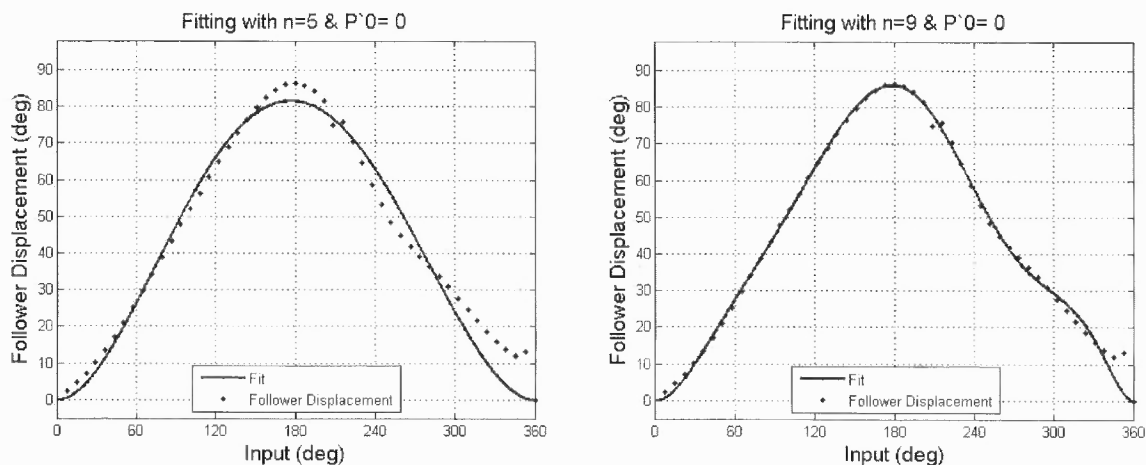 Fitting with n=5 & P`0= 0
Follower Displacement (deg)
90
80
70
60
50
40
30
20
10
0
Fit
Follower Displacement
0 60 120 180 240 300 360
Input (deg)
Fitting with n=9 & P`0= 0
Follower Displacement (deg)
90
80
70
60
50
40
30
20
10
0
Fit
Follower Displacement
0 60 120 180 240 300 360
Input (deg)